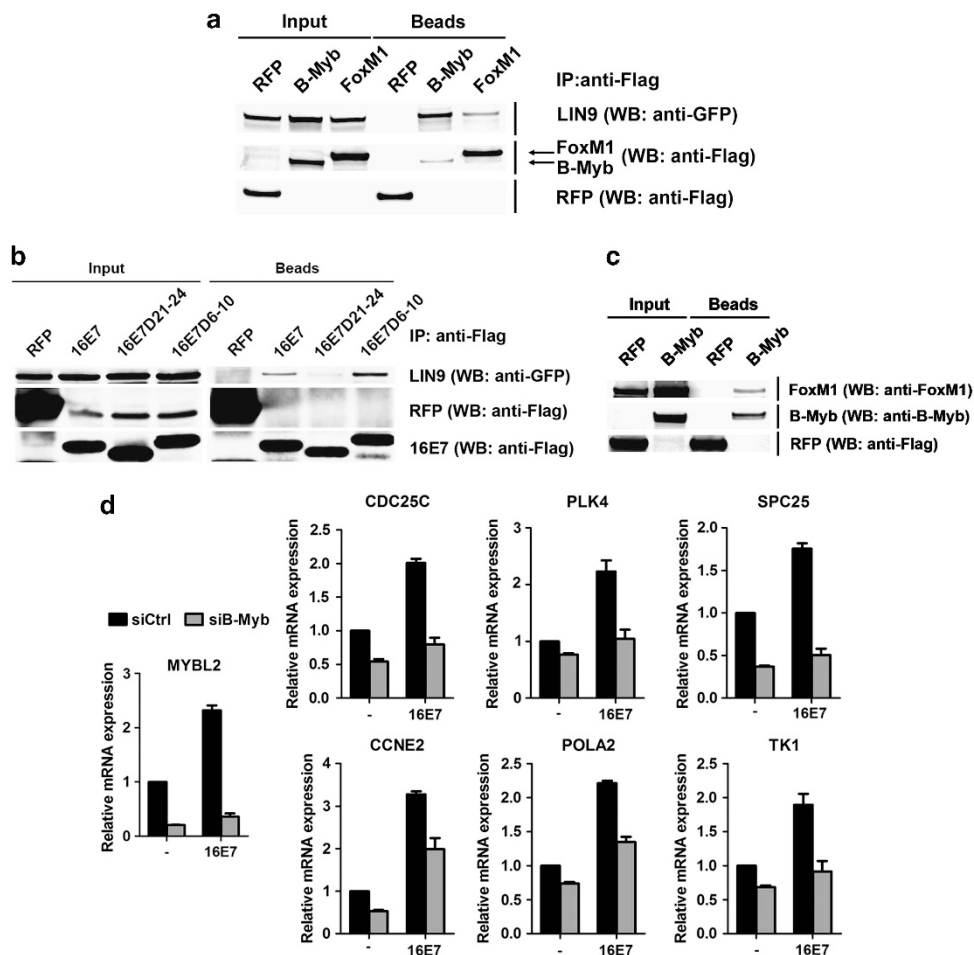 a
Input Beads
RFP B-Myb FoxM1 RFP B-Myb FoxM1
IP:anti-Flag
LIN9 (WB: anti-GFP)
FoxM1
B-Myb (WB: anti-Flag)
RFP (WB: anti-Flag)
b
Input Beads
RFP 16E7 16E7D21-24 16E7D6-10 RFP 16E7 16E7D21-24 16E7D6-10
IP: anti-Flag
LIN9 (WB: anti-GFP)
RFP (WB: anti-Flag)
16E7 (WB: anti-Flag)
c
Input Beads
RFP B-Myb RFP B-Myb
FoxM1 (WB: anti-FoxM1)
B-Myb (WB: anti-B-Myb)
RFP (WB: anti-Flag)
d
siCtrl siB-Myb
MYBL2
Relative mRNA expression
3
2
1
0
- 16E7
CDC25C
Relative mRNA expression
2.5
2.0
1.5
1.0
0.5
0.0
- 16E7
PLK4
Relative mRNA expression
3
2
1
0
- 16E7
SPC25
Relative mRNA expression
2.0
1.5
1.0
0.5
0.0
- 16E7
CCNE2
Relative mRNA expression
4
3
2
1
0
- 16E7
POLA2
Relative mRNA expression
2.5
2.0
1.5
1.0
0.5
0.0
- 16E7
TK1
Relative mRNA expression
2.5
2.0
1.5
1.0
0.5
0.0
- 16E7